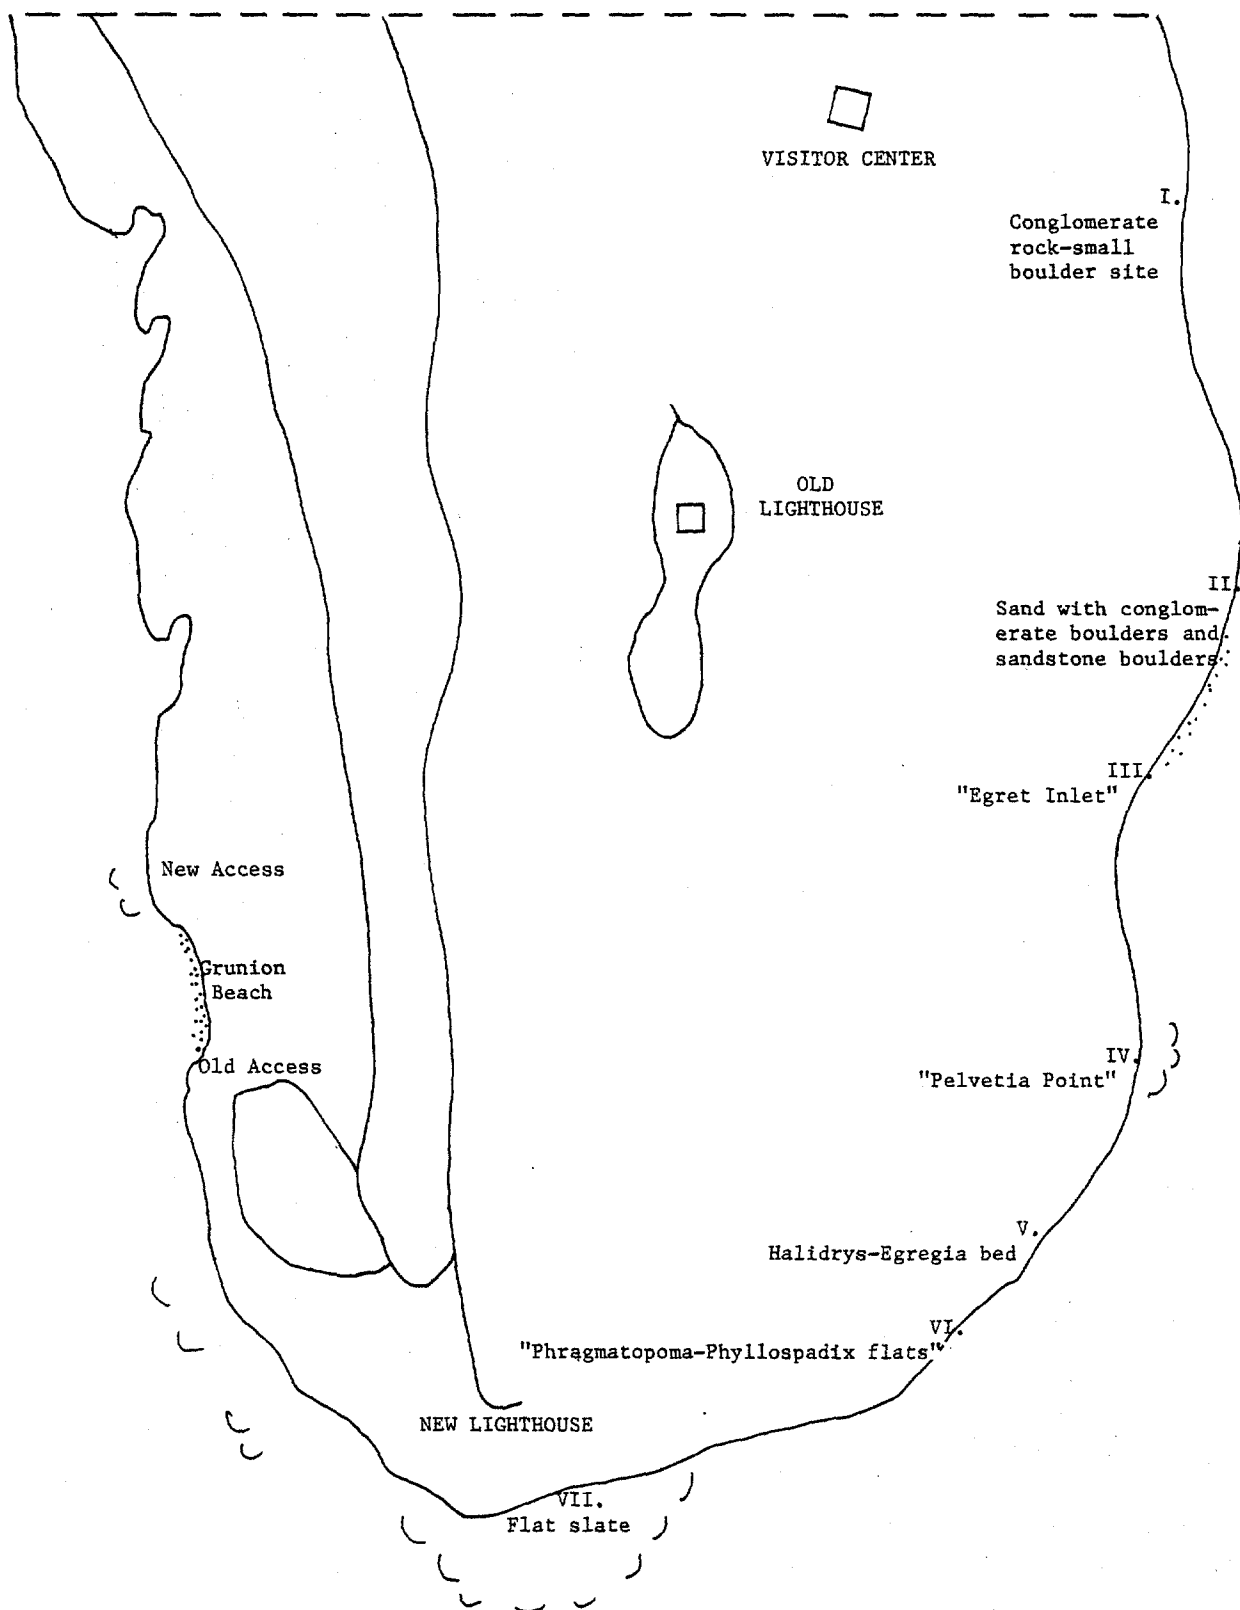 VISITOR CENTER
I.
Conglomerate
rock-small
boulder site
OLD
LIGHTHOUSE
II.
Sand with conglom-
erate boulders and
sandstone boulders
III.
"Egret Inlet"
New Access
Grunion
Beach
Old Access
IV.
"Pelvetia Point"
V.
Halidrys-Egregia bed
VI.
"Phragmatopoma-Phyllospadix flats"
NEW LIGHTHOUSE
VII.
Flat slate